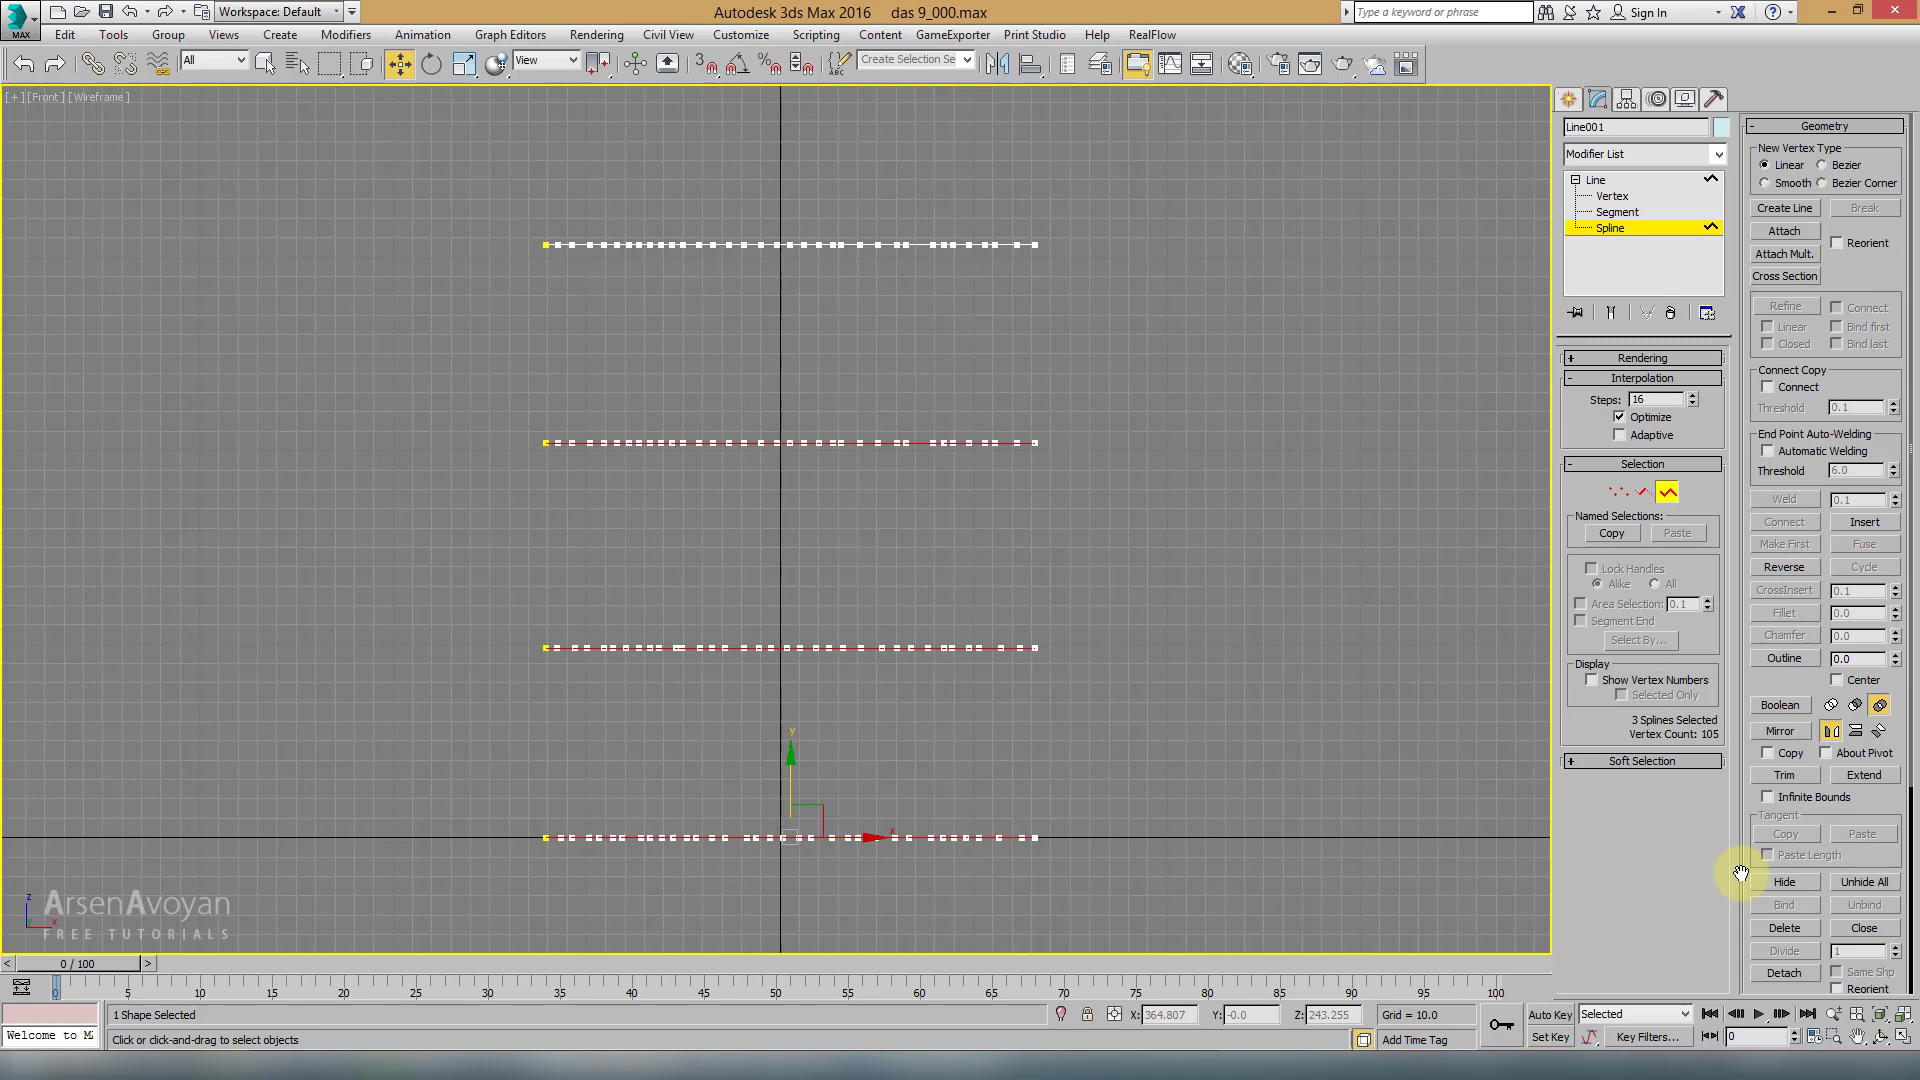 MAX
Workspace: Default
Autodesk 3ds Max 2016 das 9_000.max
Type a keyword or phrase
Sign In
Edit Tools Group Views Create Modifiers Animation Graph Editors Rendering Civil View Customize Scripting Content GameExporter Print Studio Help RealFlow
All
View
3
ABC
Create Selection Se
[+] [Front] [Wireframe]
Line001
Modifier List
Line
Vertex
Segment
Spline
Rendering
Interpolation
Steps: 16
Optimize
Adaptive
Selection
Named Selections:
Copy Paste
Lock Handles
Alike All
Area Selection: 0.1
Segment End
Select By...
Display
Show Vertex Numbers
Selected Only
3 Splines Selected
Vertex Count: 105
Soft Selection
Geometry
New Vertex Type
Linear Bezier
Smooth Bezier Corner
Create Line Break
Attach
Reorient
Attach Mult.
Cross Section
Refine Connect
Linear Bind first
Closed Bind last
Connect Copy
Connect
Threshold 0.1
End Point Auto-Welding
Automatic Welding
Threshold 6.0
Weld 0.1
Connect Insert
Make First Fuse
Reverse Cycle
CrossInsert 0.1
Fillet 0.0
Chamfer 0.0
Outline 0.0
Center
Boolean
Mirror
Copy About Pivot
Trim Extend
Infinite Bounds
Tangent
Copy Paste
Paste Length
Hide Unhide All
Bind Unbind
Delete Close
Divide 1
Detach Same Shp
Reorient
y
x
z
x
ArsenAvoyan
FREE TUTORIALS
< 0 / 100 >
0 5 10 15 20 25 30 35 40 45 50 55 60 65 70 75 80 85 90 95 100
1 Shape Selected
X: 364.807 Y: -0.0 Z: 243.255 Grid = 10.0
Auto Key Selected
Welcome to M
Click or click-and-drag to select objects
Add Time Tag
Set Key Key Filters... 0